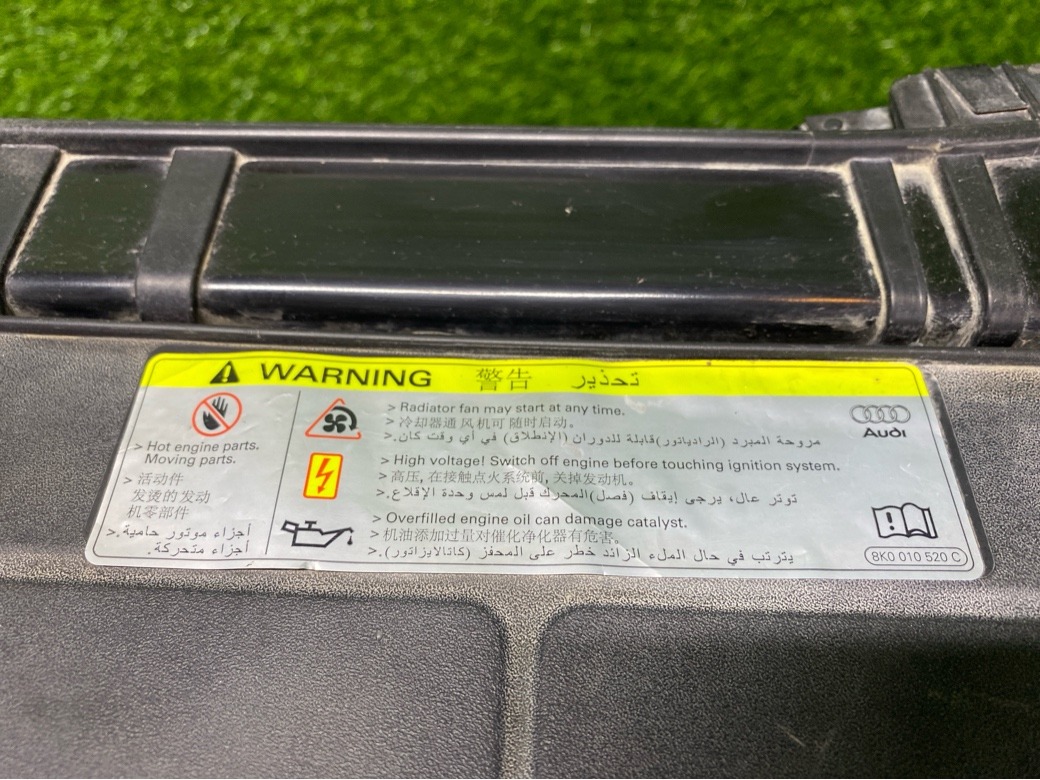 WARNING 警告 تحذير
> Hot engine parts.
Moving parts.
> 活动件
发烫的发动
机零部件
أجزاء موتور حامية.<
أجزاء متحركة.
> Radiator fan may start at any time.
> 冷却器通风机可随时启动。
مروحة المبرد (الرادياتور)قابلة للدوران (الإنطلاق) في أي وقت كان.<
> High voltage! Switch off engine before touching ignition system.
> 高压, 在接触点火系统前, 关掉发动机。
توتر عال، يرجى إيقاف (فصل)المحرك قبل لمس وحدة الإقلاع.<
> Overfilled engine oil can damage catalyst.
> 机油添加过量对催化净化器有危害。
يترتب في حال الملء الزائد خطر على المحفز (كاتالايزاتور).<
Audi
8K0 010 520 C